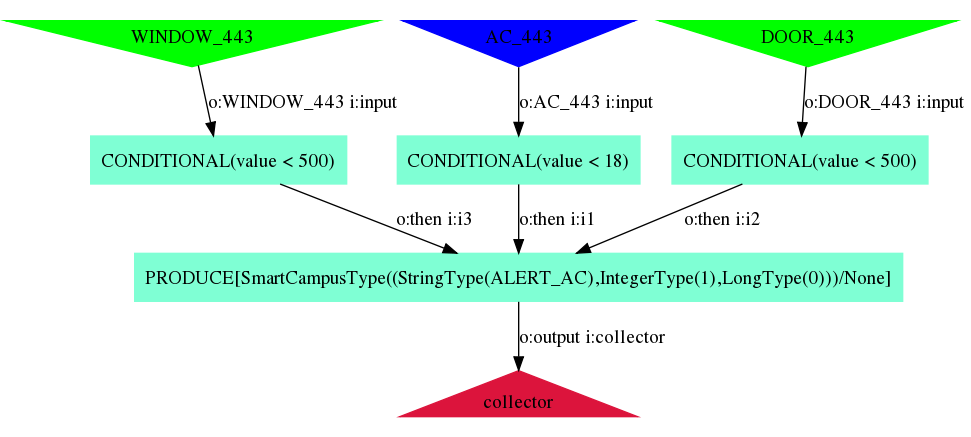 WINDOW_443
AC_443
DOOR_443
o:WINDOW_443 i:input
o:AC_443 i:input
o:DOOR_443 i:input
CONDITIONAL(value < 500)
CONDITIONAL(value < 18)
CONDITIONAL(value < 500)
o:then i:i3
o:then i:i1
o:then i:i2
PRODUCE[SmartCampusType((StringType(ALERT_AC),IntegerType(1),LongType(0)))/None]
o:output i:collector
collector